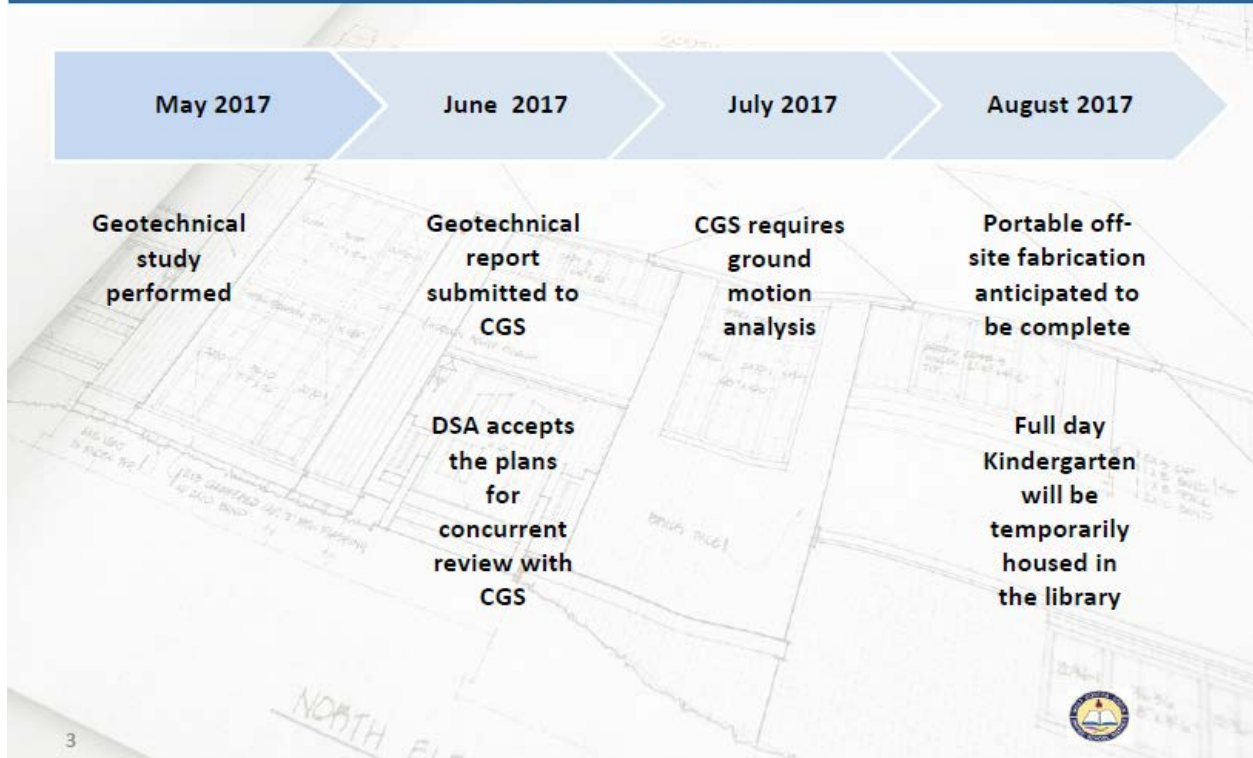 May 2017
June 2017
July 2017
August 2017
Geotechnical
study
performed
Geotechnical
report
submitted to
CGS
DSA accepts
the plans
for
concurrent
review with
CGS
CGS requires
ground
motion
analysis
Portable off-
site fabrication
anticipated to
be complete
Full day
Kindergarten
will be
temporarily
housed in
the library
NORTH
3